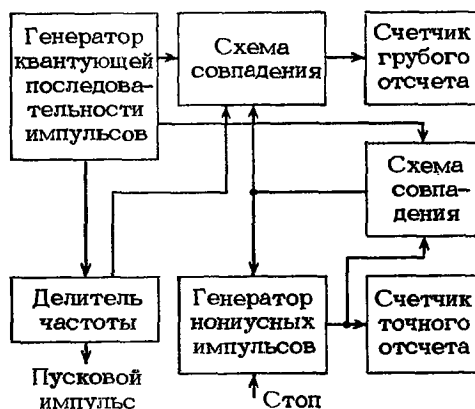 Генератор
квантующей
последова-
тельности
импульсов
Схема
совпадения
Счетчик
грубого
отсчета
Схема
совпа-
дения
Делитель
частоты
Генератор
нониусных
импульсов
Счетчик
точного
отсчета
Пусковой
импульс
Стоп